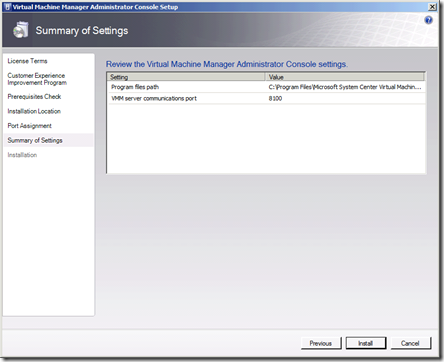 Virtual Machine Manager Administrator Console Setup
Summary of Settings
License Terms
Customer Experience
Improvement Program
Prerequisites Check
Installation Location
Port Assignment
Summary of Settings
Installation
Review the Virtual Machine Manager Administrator Console settings.
Setting Value
Program files path C:\Program Files\Microsoft System Center Virtual Machin...
VMM server communications port 8100
Previous Install Cancel